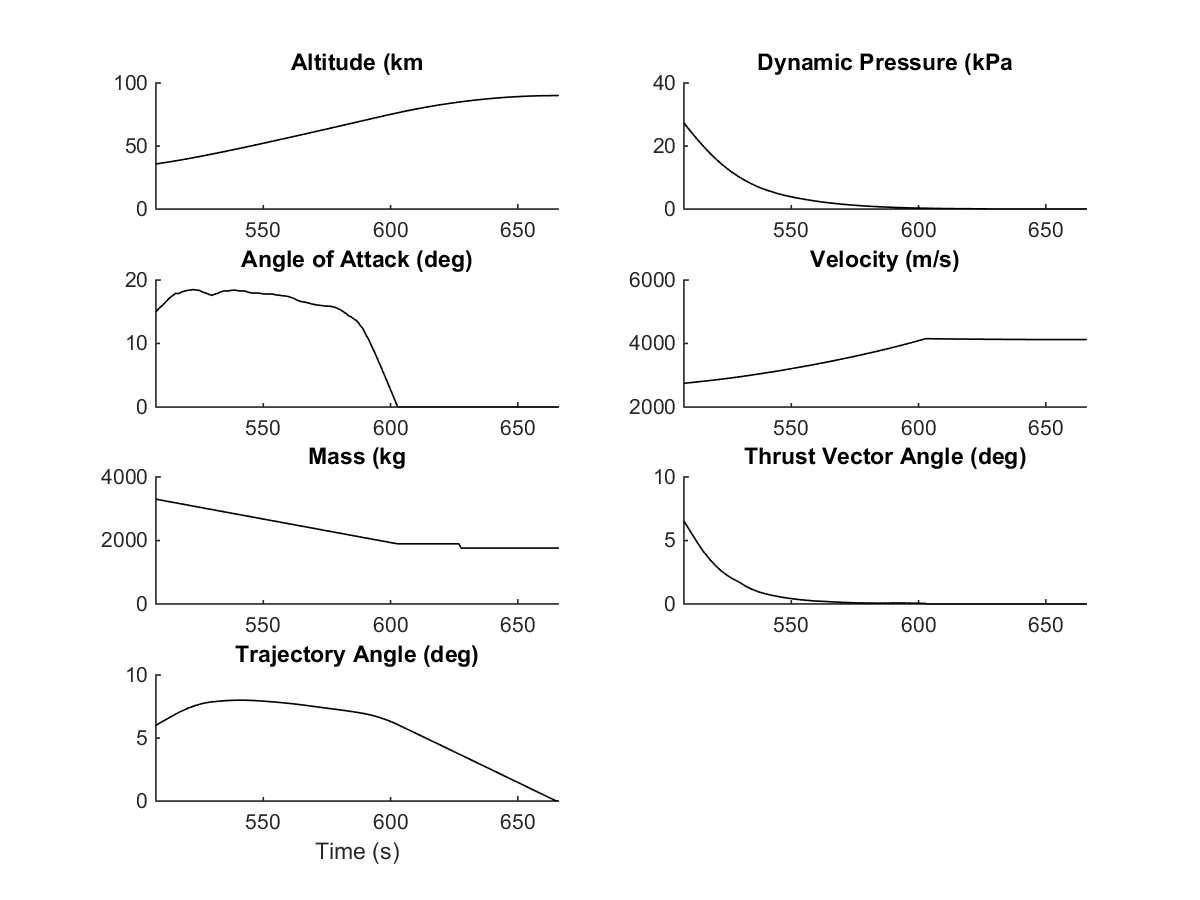 Altitude (km
100
50
0
550 600 650
Dynamic Pressure (kPa
40
20
0
550 600 650
Angle of Attack (deg)
20
10
0
550 600 650
Velocity (m/s)
6000
4000
2000
550 600 650
Mass (kg
4000
2000
0
550 600 650
Thrust Vector Angle (deg)
10
5
0
550 600 650
Trajectory Angle (deg)
10
5
0
550 600 650
Time (s)